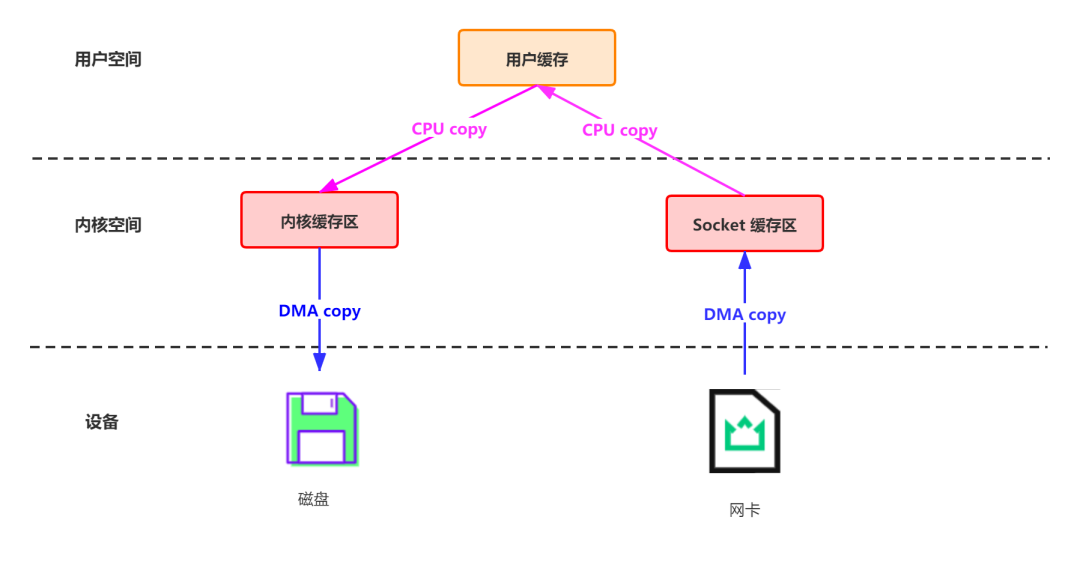 用户空间
用户缓存
CPU copy
CPU copy
内核空间
内核缓存区
Socket 缓存区
DMA copy
DMA copy
设备
磁盘
网卡